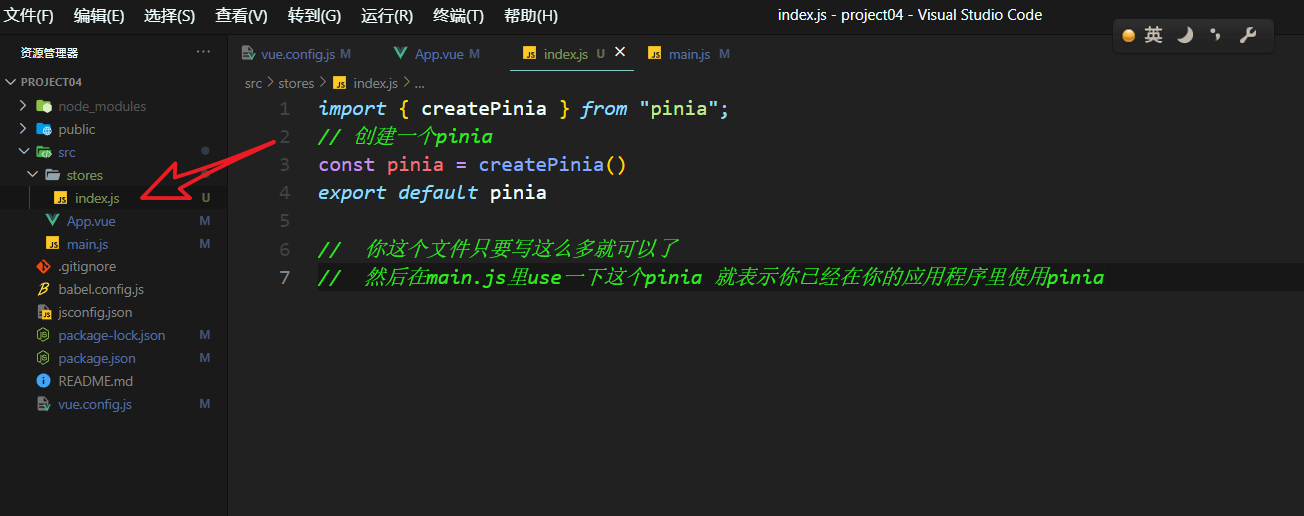 文件(F) 编辑(E) 选择(S) 查看(V) 转到(G) 运行(R) 终端(T) 帮助(H) index.js - project04 - Visual Studio Code
英
资源管理器 ···
vue.config.js M App.vue M index.js U × main.js M
PROJECT04
src > stores > index.js > ...
node_modules
public
src
stores
index.js U
App.vue M
main.js M
.gitignore
babel.config.js
jsconfig.json
package-lock.json M
package.json M
README.md
vue.config.js M
1 import { createPinia } from "pinia";
2 // 创建一个pinia
3 const pinia = createPinia()
4 export default pinia
5
6 // 你这个文件只要写这么多就可以了
7 // 然后在main.js里use一下这个pinia 就表示你已经在你的应用程序里使用pinia